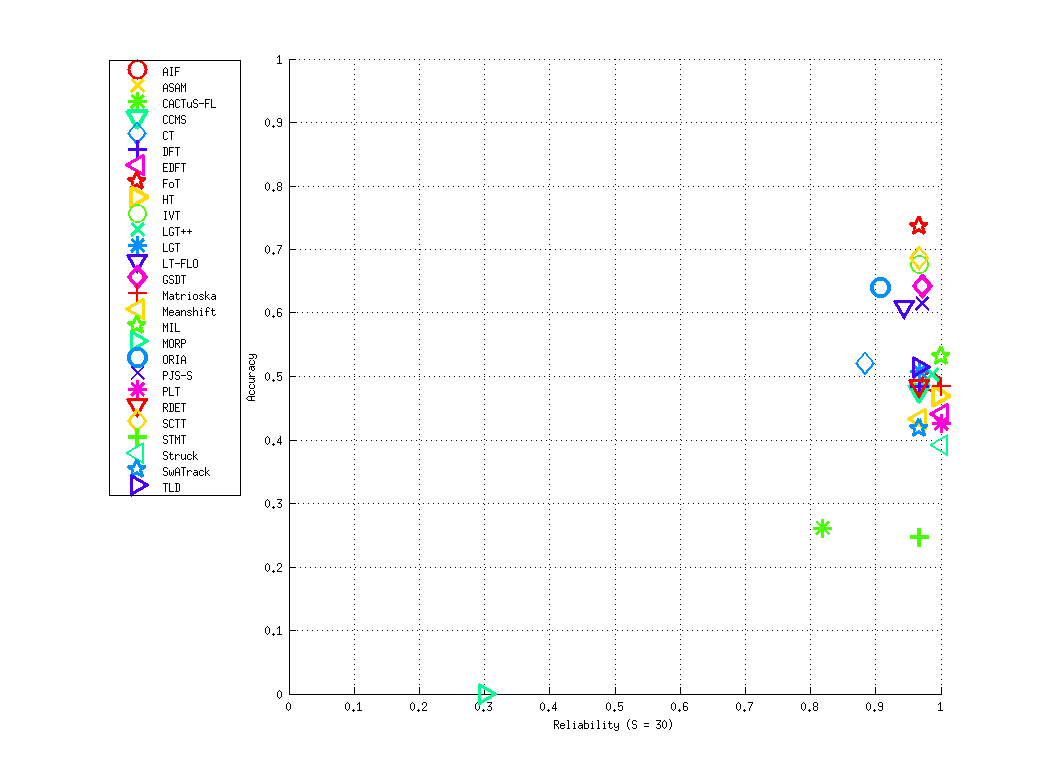 AIF
ASAM
CACTuS-FL
CCMS
CT
DFT
EDFT
FoT
HT
IVT
LGT++
LGT
LT-FLO
GSDT
Matrioska
Meanshift
MIL
MORP
ORIA
PJS-S
PLT
RDET
SCTT
STMT
Struck
SwATrack
TLD
1
0.9
0.8
0.7
0.6
0.5
0.4
0.3
0.2
0.1
0
Accuracy
0 0.1 0.2 0.3 0.4 0.5 0.6 0.7 0.8 0.9 1
Reliability (S = 30)